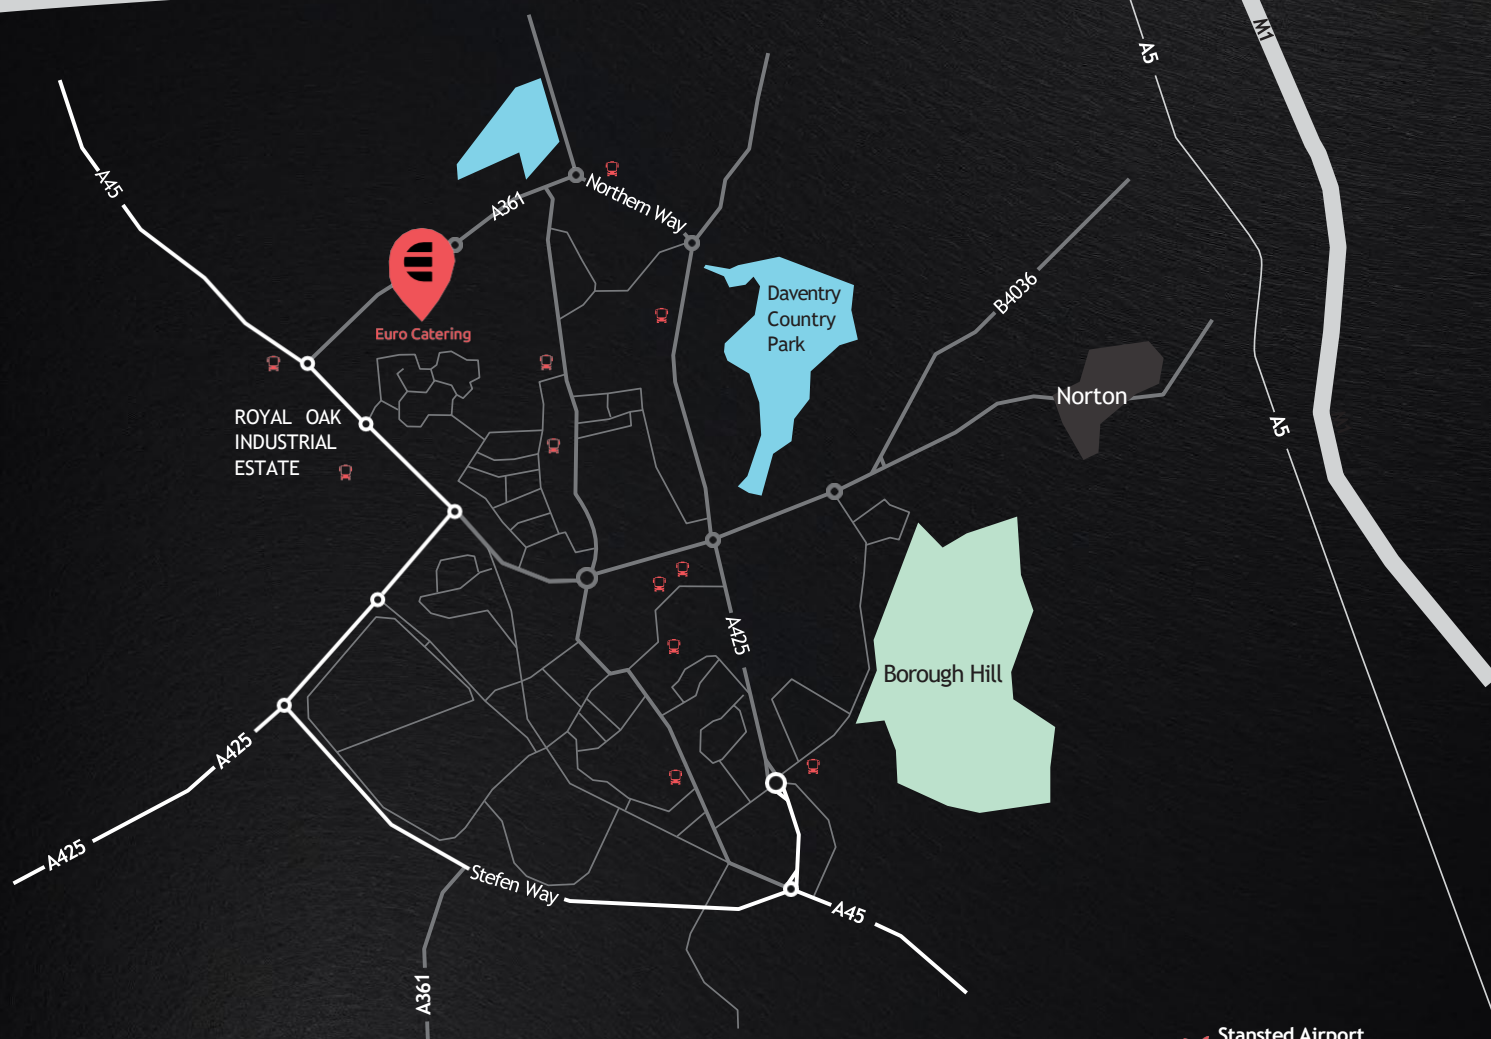 M1
A5
A45
Northern Way
A361
Daventry
Country
Park
B4036
Euro Catering
Norton
ROYAL OAK
INDUSTRIAL
ESTATE
A5
A425
Borough Hill
A425
A425
Stefen Way
A45
A361
Stansted Airport